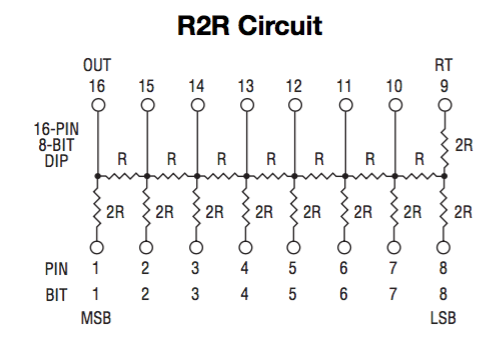 R2R Circuit
OUT RT
16 15 14 13 12 11 10 9
16-PIN
8-BIT
DIP
2R
R R R R R R R
2R 2R 2R 2R 2R 2R 2R 2R
PIN 1 2 3 4 5 6 7 8
BIT 1 2 3 4 5 6 7 8
MSB LSB